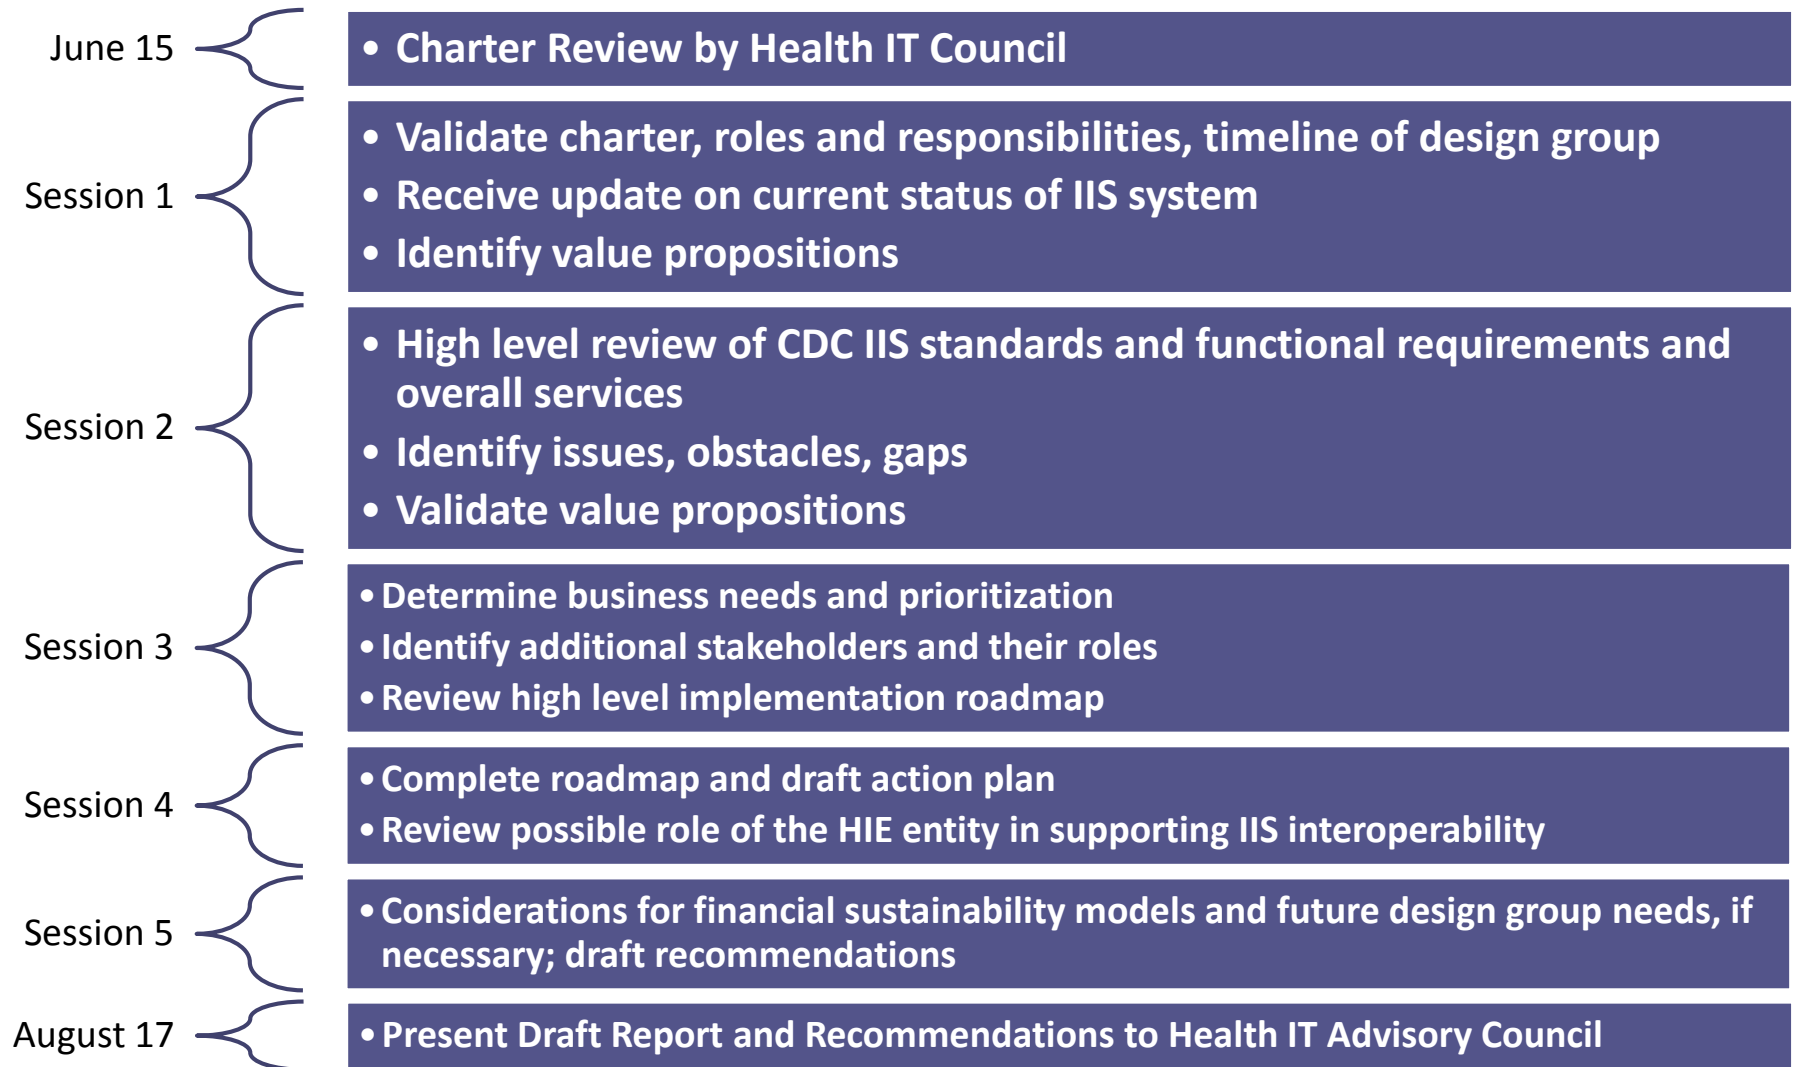 June 15
• Charter Review by Health IT Council
Session 1
• Validate charter, roles and responsibilities, timeline of design group
• Receive update on current status of IIS system
• Identify value propositions
Session 2
• High level review of CDC IIS standards and functional requirements and
overall services
• Identify issues, obstacles, gaps
• Validate value propositions
Session 3
• Determine business needs and prioritization
• Identify additional stakeholders and their roles
• Review high level implementation roadmap
Session 4
• Complete roadmap and draft action plan
• Review possible role of the HIE entity in supporting IIS interoperability
Session 5
• Considerations for financial sustainability models and future design group needs, if
necessary; draft recommendations
August 17
• Present Draft Report and Recommendations to Health IT Advisory Council